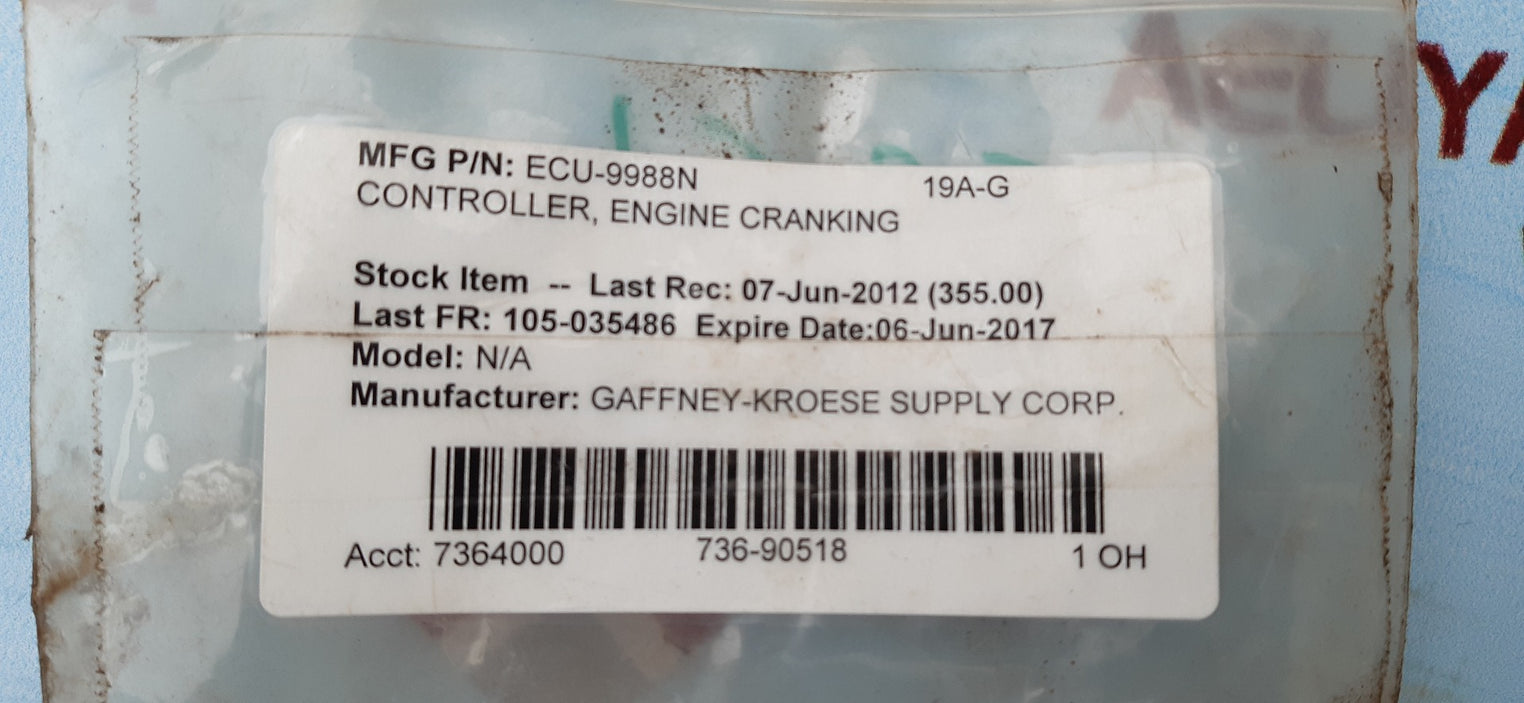 MFG P/N: ECU-9988N 19A-G
CONTROLLER, ENGINE CRANKING
Stock Item -- Last Rec: 07-Jun-2012 (355.00)
Last FR: 105-035486 Expire Date:06-Jun-2017
Model: N/A
Manufacturer: GAFFNEY-KROESE SUPPLY CORP.
Acct: 7364000 736-90518 1 OH